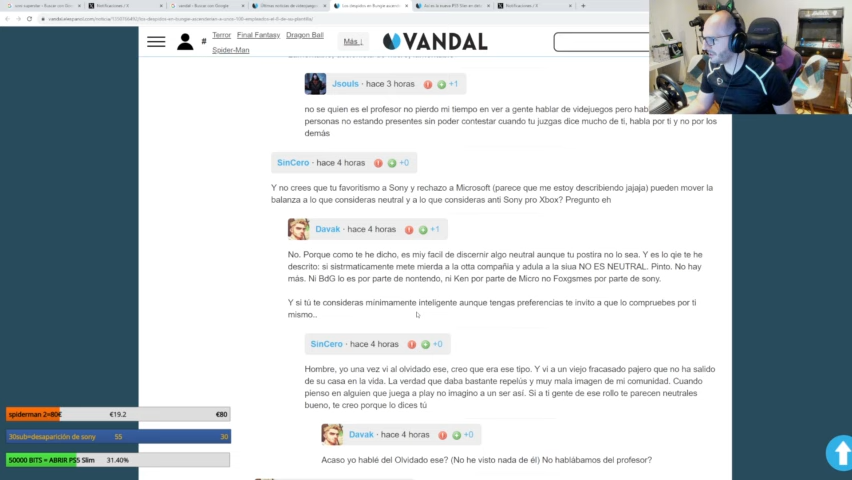 Notificaciones / X
vandal - Buscar con Google
Notificaciones / X
# Terror Final Fantasy Dragon Ball
Spider-Man
Más ↓
VANDAL
Jsouls · hace 3 horas +1
no se quien es el profesor no pierdo mi tiempo en ver a gente hablar de videjuegos pero
personas no estando presentes sin poder contestar cuando tu juzgas dice mucho de ti, habla por ti y no por los
demás
SinCero · hace 4 horas +0
Y no crees que tu favoritismo a Sony y rechazo a Microsoft (parece que me estoy describiendo jajaja) pueden mover la
balanza a lo que considera neutral y a lo que consideras anti Sony pro Xbox? Pregunto eh
Davak · hace 4 horas +1
No. Porque como te he dicho, es miy facil de discernir algo neutral aunque tu postira no lo sea. Y es lo qie te he
descrito: si sistrmaticamente mete mierda a la otta compañia y adula a la siua NO ES NEUTRAL. Pinto. No hay
más. Ni BdG lo es por parte de nontendo, ni Ken por parte de Micro no Foxgsmes por parte de sony.
Y si tú te consideras mínimamente inteligente aunque tengas preferencias te invito a que lo compruebes por ti
mismo..
SinCero · hace 4 horas +0
Hombre, yo una vez vi al olvidado ese, creo que era ese tipo. Y vi a un viejo fracasado pajero que no ha salido
de su casa en la vida. La verdad que daba bastante repelús y muy mala imagen de mi comunidad. Cuando
pienso en alguien que juega a play no imagino a un ser así. Si a ti gente de ese rollo te parecen neutrales
bueno, te creo porque lo dices tú
Davak · hace 4 horas +0
Acaso yo hablé del Olvidado ese? (No he visto nada de él) No hablábamos del profesor?
spiderman 2=80€ €19.2 €80
30sub=desaparición de sony 55 30
50000 BITS = ABRIR PS5 Slim 31.40%